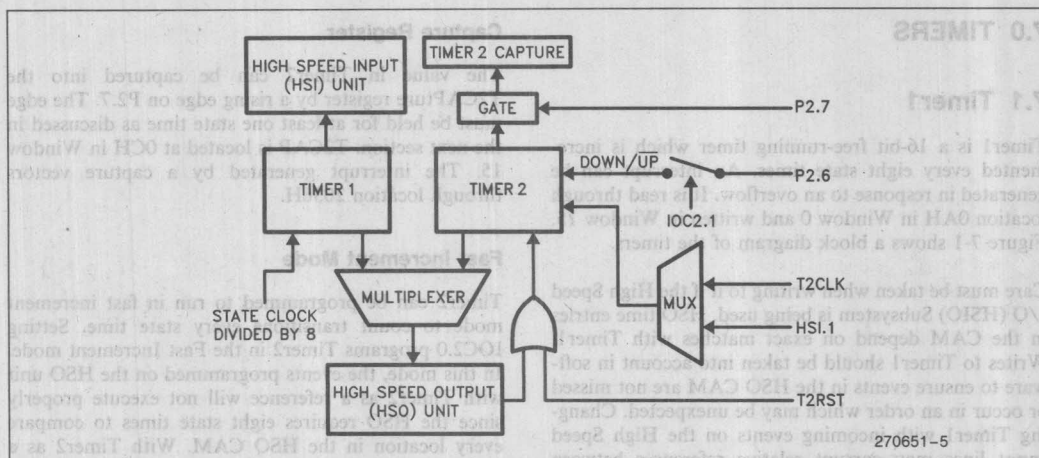 HIGH SPEED INPUT
(HSI) UNIT
TIMER 2 CAPTURE
GATE
P2.7
TIMER 1
TIMER 2
DOWN/UP
P2.6
IOC2.1
STATE CLOCK
DIVIDED BY 8
MULTIPLEXER
MUX
T2CLK
HSI.1
HIGH SPEED OUTPUT
(HSO) UNIT
T2RST
270651-5
7.0 TIMERS
7.1 Timer1
Timer1 is a 16-bit free-running timer which is incre-
mented every eight state times. An interrupt can be
generated in response to an overflow. It is read through
location 0AH in Window 0 and written in Window
Figure 7-1 shows a block diagram of the timer.
Care must be taken when writing to it if the High Speed
(HSIO) Subsystem is being used. HSO time entries
in the CAM depend on exact matches with Timer1.
Writes to Timer1 should be taken into account in soft-
ware to ensure events in the HSO CAM are not missed
or occur in an order which may be unexpected. Chang-
ing Timer1 with incoming events on the High Speed
Capture Register
The value in can be captured into the
register by a rising edge on P2.7. The edge
must be held for at least one state time as discussed in
the next section. is located at 0CH in Window
15. The interrupt generated by a capture vectors
through location
Fast Increment Mode
can be programmed to run in fast increment
mode to count transitions every state time. Setting
IOC2.0 programs Timer2 in the Fast Increment mode.
In this mode, the events programmed on the HSO unit
with as a reference will not execute properly
since the HSO requires eight state times to compare
every location in the HSO CAM. With Timer2 as a